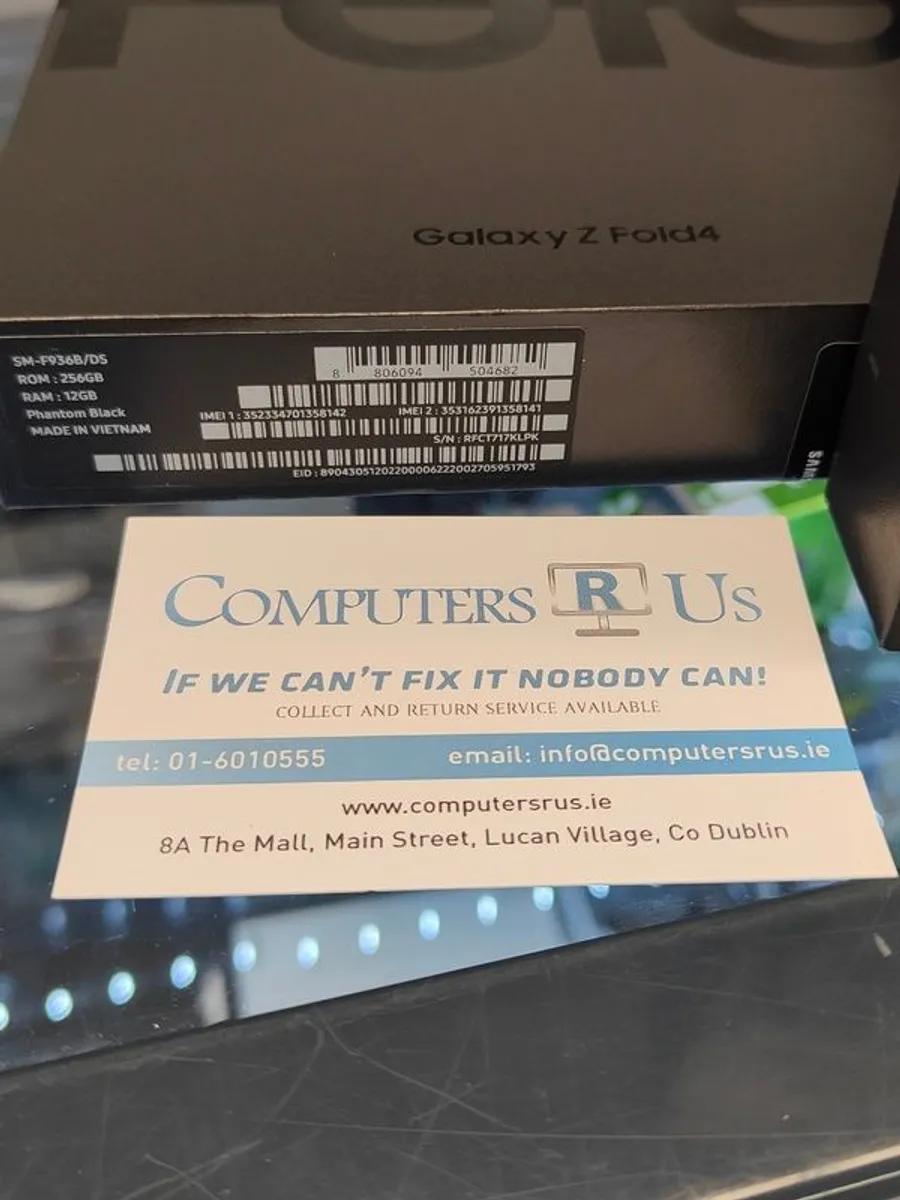 Fold
Galaxy Z Fold4
SM-F936B/DS
ROM : 256GB
RAM : 12GB
Phantom Black
MADE IN VIETNAM
8 806094 504682
IMEI 1 : 352334701358142 IMEI 2 : 353162391358141
S/N : RFCT717KLPK
EID : 89043051202200006222002705951793
COMPUTERS R US
IF WE CAN'T FIX IT NOBODY CAN!
COLLECT AND RETURN SERVICE AVAILABLE
tel: 01-6010555 email: info@computersrus.ie
www.computersrus.ie
8A The Mall, Main Street, Lucan Village, Co Dublin